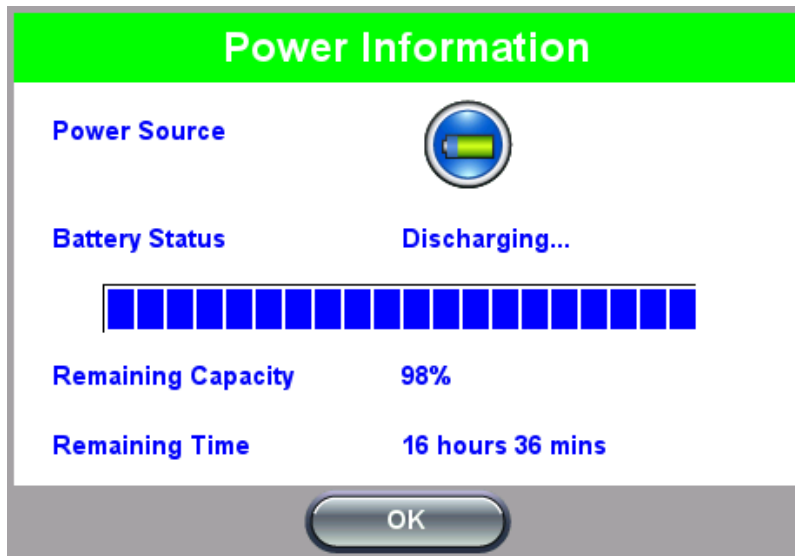 Power Information
Power Source
Battery Status Discharging...
Remaining Capacity 98%
Remaining Time 16 hours 36 mins
OK